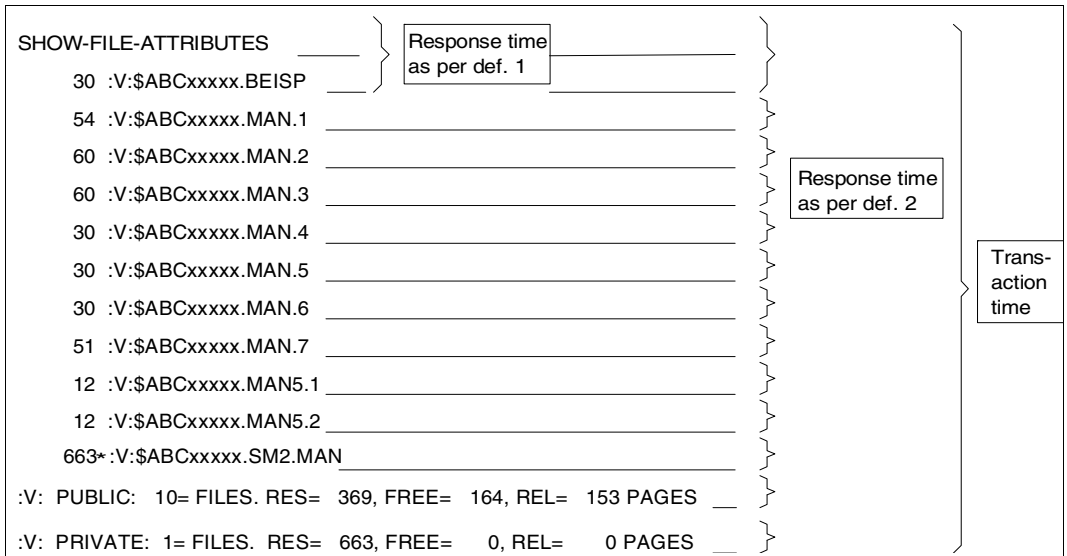 SHOW-FILE-ATTRIBUTES
Response time
as per def. 1
30 :V:$ABCxxxxx.BEISP
54 :V:$ABCxxxxx.MAN.1
60 :V:$ABCxxxxx.MAN.2
60 :V:$ABCxxxxx.MAN.3
Response time
as per def. 2
30 :V:$ABCxxxxx.MAN.4
30 :V:$ABCxxxxx.MAN.5
30 :V:$ABCxxxxx.MAN.6
Trans-
action
time
51 :V:$ABCxxxxx.MAN.7
12 :V:$ABCxxxxx.MAN5.1
12 :V:$ABCxxxxx.MAN5.2
663*:V:$ABCxxxxx.SM2.MAN
:V: PUBLIC: 10= FILES. RES= 369, FREE= 164, REL= 153 PAGES
:V: PRIVATE: 1= FILES. RES= 663, FREE= 0, REL= 0 PAGES